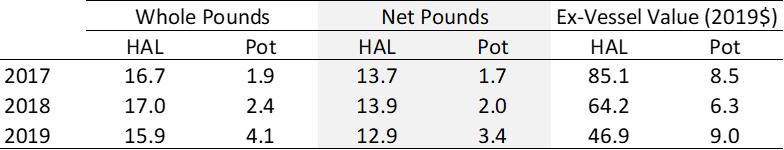 Whole Pounds Net Pounds Ex-Vessel Value (2019$)
HAL Pot HAL Pot HAL Pot
2017 16.7 1.9 13.7 1.7 85.1 8.5
2018 17.0 2.4 13.9 2.0 64.2 6.3
2019 15.9 4.1 12.9 3.4 46.9 9.0